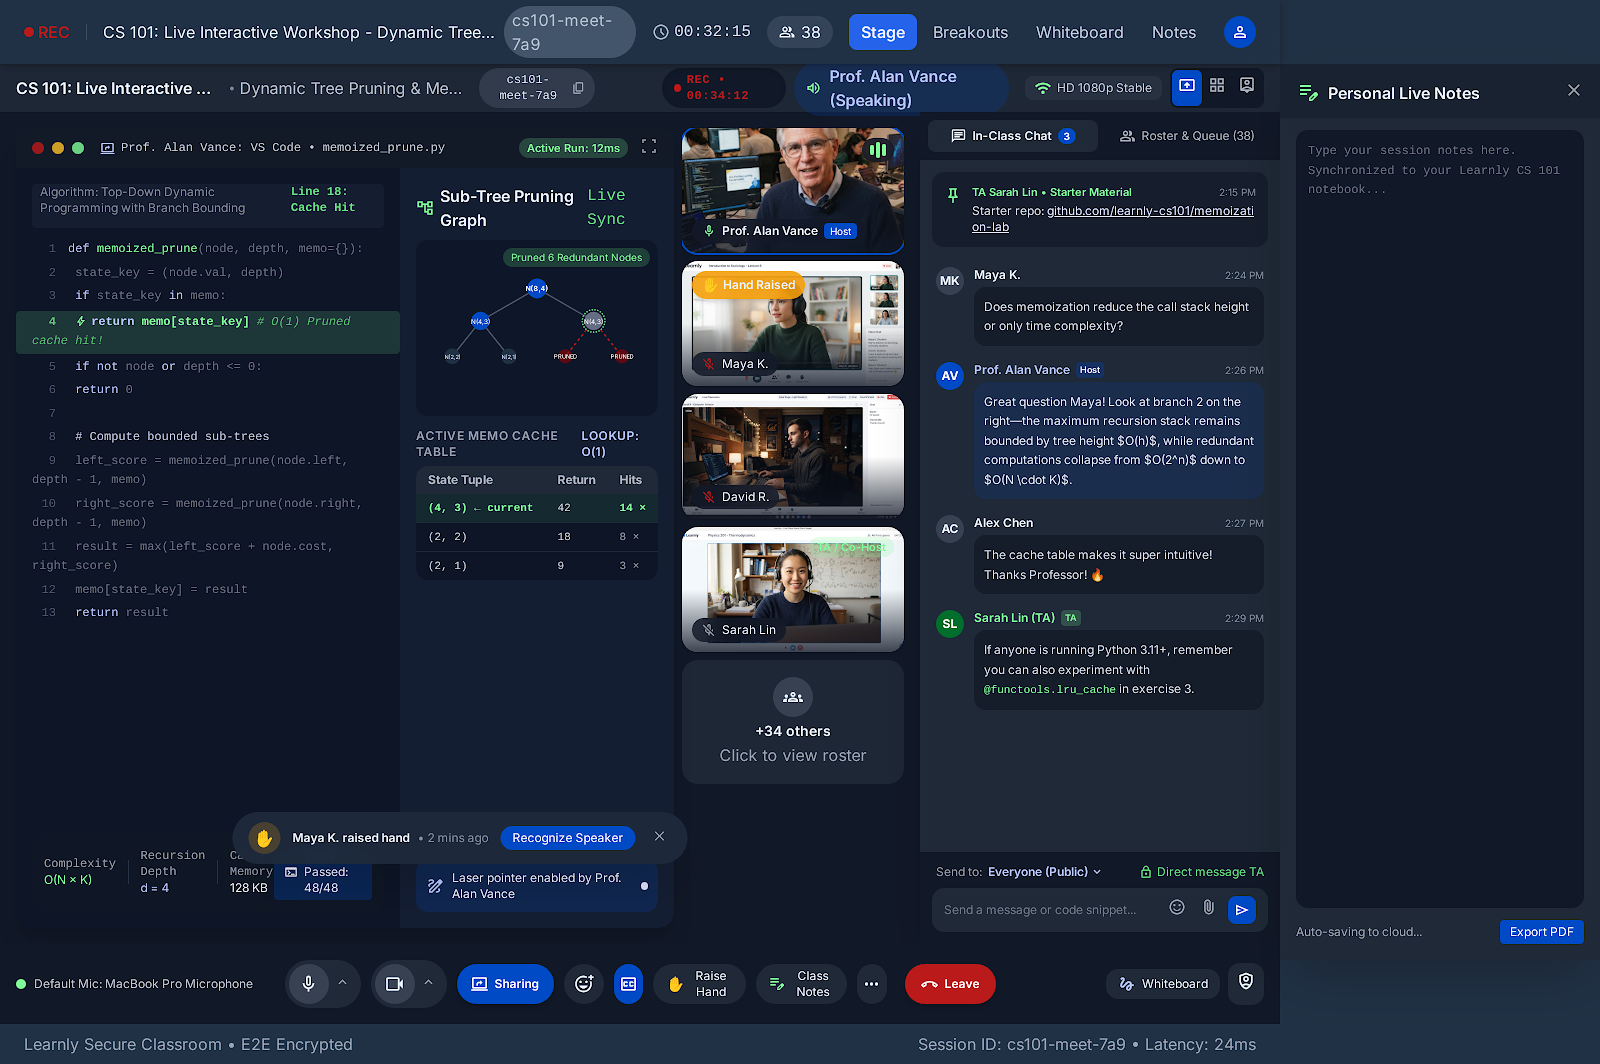 REC
CS 101: Live Interactive Workshop - Dynamic Tree...
cs101-meet-
7a9
00:32:15
38
Stage
Breakouts
Whiteboard
Notes
CS 101: Live Interactive ...
• Dynamic Tree Pruning & Me...
cs101-
meet-7a9
REC •
00:34:12
Prof. Alan Vance
(Speaking)
HD 1080p Stable
Personal Live Notes
Prof. Alan Vance: VS Code • memoized_prune.py
Active Run: 12ms
Algorithm: Top-Down Dynamic
Programming with Branch Bounding
Line 18:
Cache Hit
1 def memoized_prune(node, depth, memo={}):
2 state_key = (node.val, depth)
3 if state_key in memo:
4 return memo[state_key] # O(1) Pruned
cache hit!
5 if not node or depth <= 0:
6 return 0
7
8 # Compute bounded sub-trees
9 left_score = memoized_prune(node.left,
depth - 1, memo)
10 right_score = memoized_prune(node.right,
depth - 1, memo)
11 result = max(left_score + node.cost,
right_score)
12 memo[state_key] = result
13 return result
Complexity
O(N × K)
Recursion
Depth
d = 4
Memory
128 KB
Passed:
48/48
Sub-Tree Pruning
Graph
Live
Sync
Pruned 6 Redundant Nodes
N(8,4)
N(4,3)
N(4,3)
N(2,2)
N(2,1)
PRUNED
PRUNED
ACTIVE MEMO CACHE
TABLE
LOOKUP:
O(1)
State Tuple Return Hits
(4, 3) ← current 42 14 ×
(2, 2) 18 8 ×
(2, 1) 9 3 ×
Laser pointer enabled by Prof.
Alan Vance
Maya K. raised hand • 2 mins ago
Recognize Speaker
Prof. Alan Vance Host
Hand Raised
Maya K.
David R.
TA / Co-Host
Sarah Lin
+34 others
Click to view roster
In-Class Chat 3
Roster & Queue (38)
TA Sarah Lin • Starter Material
2:15 PM
Starter repo: github.com/learnly-cs101/memoizati
on-lab
MK
Maya K.
2:24 PM
Does memoization reduce the call stack height
or only time complexity?
AV
Prof. Alan Vance Host
2:26 PM
Great question Maya! Look at branch 2 on the
right—the maximum recursion stack remains
bounded by tree height $O(h)$, while redundant
computations collapse from $O(2^n)$ down to
$O(N \cdot K)$.
AC
Alex Chen
2:27 PM
The cache table makes it super intuitive!
Thanks Professor! 🔥
SL
Sarah Lin (TA) TA
2:29 PM
If anyone is running Python 3.11+, remember
you can also experiment with
@functools.lru_cache in exercise 3.
Send to: Everyone (Public)
Direct message TA
Send a message or code snippet...
Type your session notes here.
Synchronized to your Learnly CS 101
notebook...
Auto-saving to cloud...
Export PDF
Default Mic: MacBook Pro Microphone
Sharing
CC
Raise
Hand
Class
Notes
Leave
Whiteboard
Learnly Secure Classroom • E2E Encrypted
Session ID: cs101-meet-7a9 • Latency: 24ms